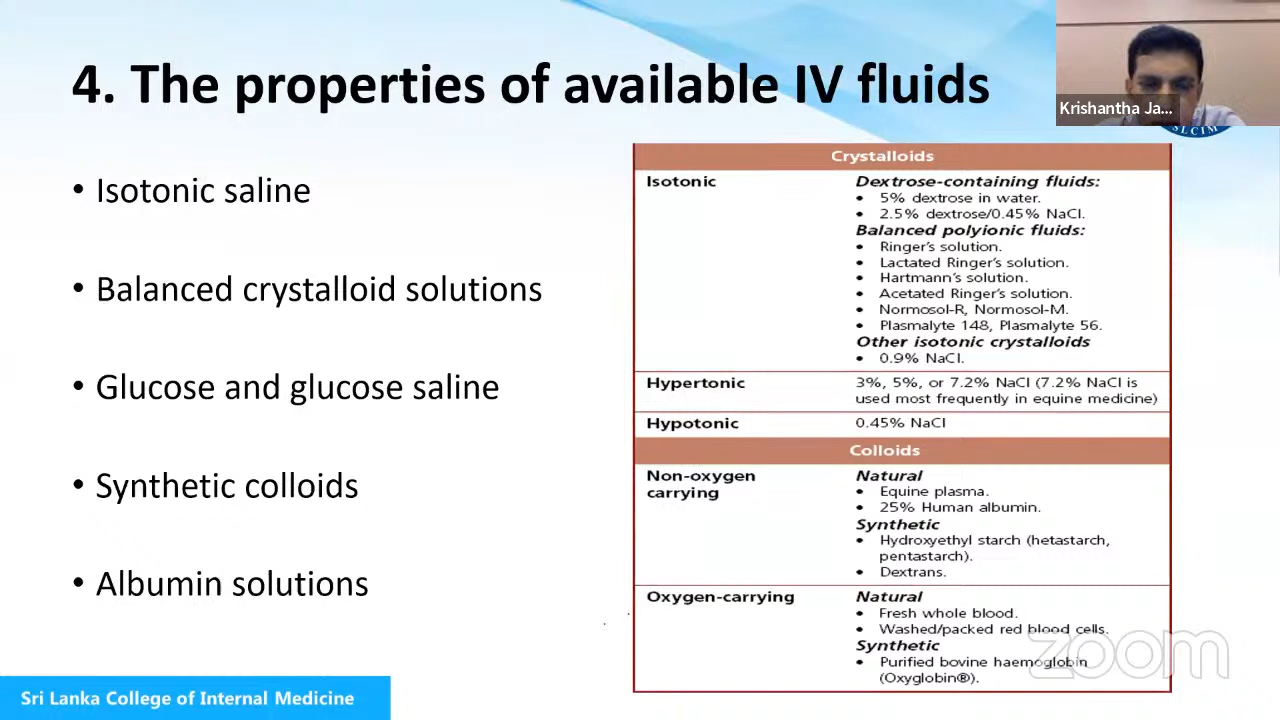 4. The properties of available IV fluids
Krishantha Ja...
SLCIM
• Isotonic saline
• Balanced crystalloid solutions
• Glucose and glucose saline
• Synthetic colloids
• Albumin solutions
Crystalloids
Isotonic
Dextrose-containing fluids:
• 5% dextrose in water.
• 2.5% dextrose/0.45% NaCl.
Balanced polyionic fluids:
• Ringer's solution.
• Lactated Ringer's solution.
• Hartmann's solution.
• Acetated Ringer's solution.
• Normosol-R, Normosol-M.
• Plasmalyte 148, Plasmalyte 56.
Other isotonic crystalloids
• 0.9% NaCl.
Hypertonic
3%, 5%, or 7.2% NaCl (7.2% NaCl is
used most frequently in equine medicine)
Hypotonic
0.45% NaCl
Colloids
Non-oxygen
carrying
Natural
• Equine plasma.
• 25% Human albumin.
Synthetic
• Hydroxyethyl starch (hetastarch,
pentastarch).
• Dextrans.
Oxygen-carrying
Natural
• Fresh whole blood.
• Washed/packed red blood cells.
Synthetic
• Purified bovine haemoglobin
(Oxyglobin®).
zoom
Sri Lanka College of Internal Medicine